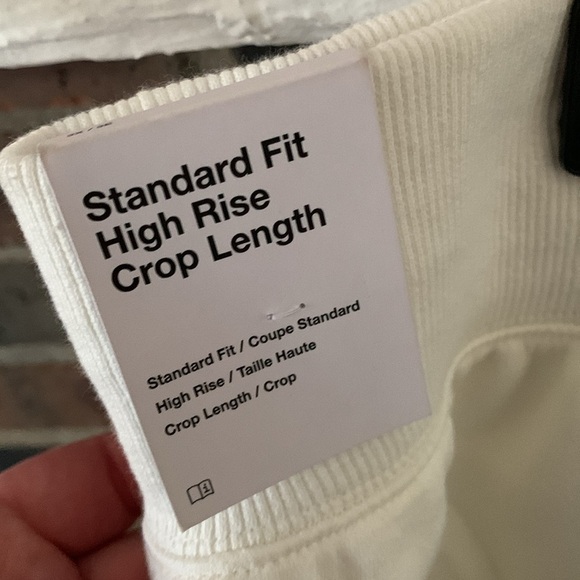 Standard Fit
High Rise
Crop Length
Standard Fit / Coupe Standard
High Rise / Taille Haute
Crop Length / Crop